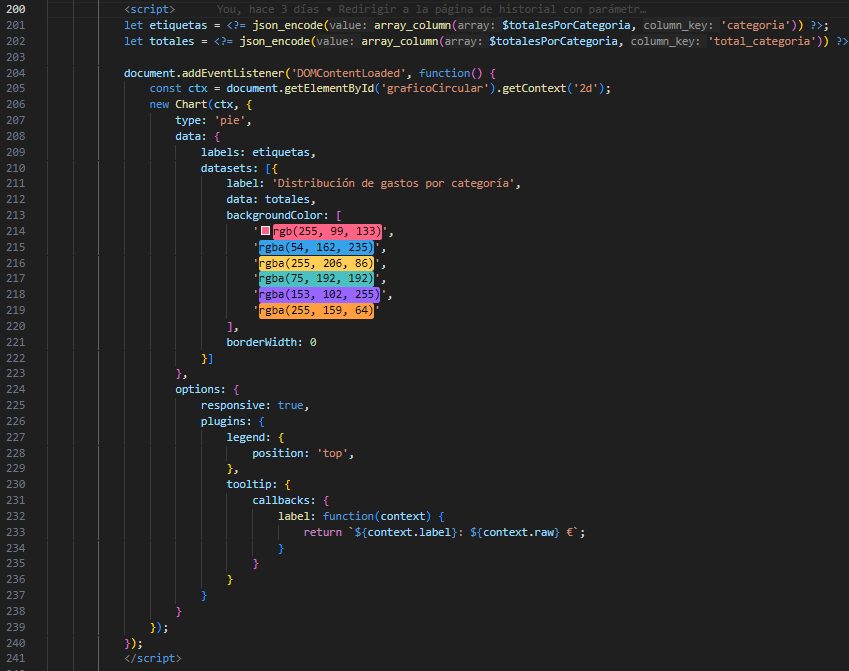 200 <script> You, hace 3 días • Redirigir a la página de historial con parámetr…
201 let etiquetas = <?= json_encode(value: array_column(array: $totalesPorCategoria, column_key: 'categoria')) ?>;
202 let totales = <?= json_encode(value: array_column(array: $totalesPorCategoria, column_key: 'total_categoria')) ?>
203
204 document.addEventListener('DOMContentLoaded', function() {
205 const ctx = document.getElementById('graficoCircular').getContext('2d');
206 new Chart(ctx, {
207 type: 'pie',
208 data: {
209 labels: etiquetas,
210 datasets: [{
211 label: 'Distribución de gastos por categoría',
212 data: totales,
213 backgroundColor: [
214 'rgb(255, 99, 133)',
215 'rgba(54, 162, 235)',
216 'rgba(255, 206, 86)',
217 'rgba(75, 192, 192)',
218 'rgba(153, 102, 255)',
219 'rgba(255, 159, 64)'
220 ],
221 borderWidth: 0
222 }]
223 },
224 options: {
225 responsive: true,
226 plugins: {
227 legend: {
228 position: 'top',
229 },
230 tooltip: {
231 callbacks: {
232 label: function(context) {
233 return `${context.label}: ${context.raw} €`;
234 }
235 }
236 }
237 }
238 }
239 });
240 });
241 </script>